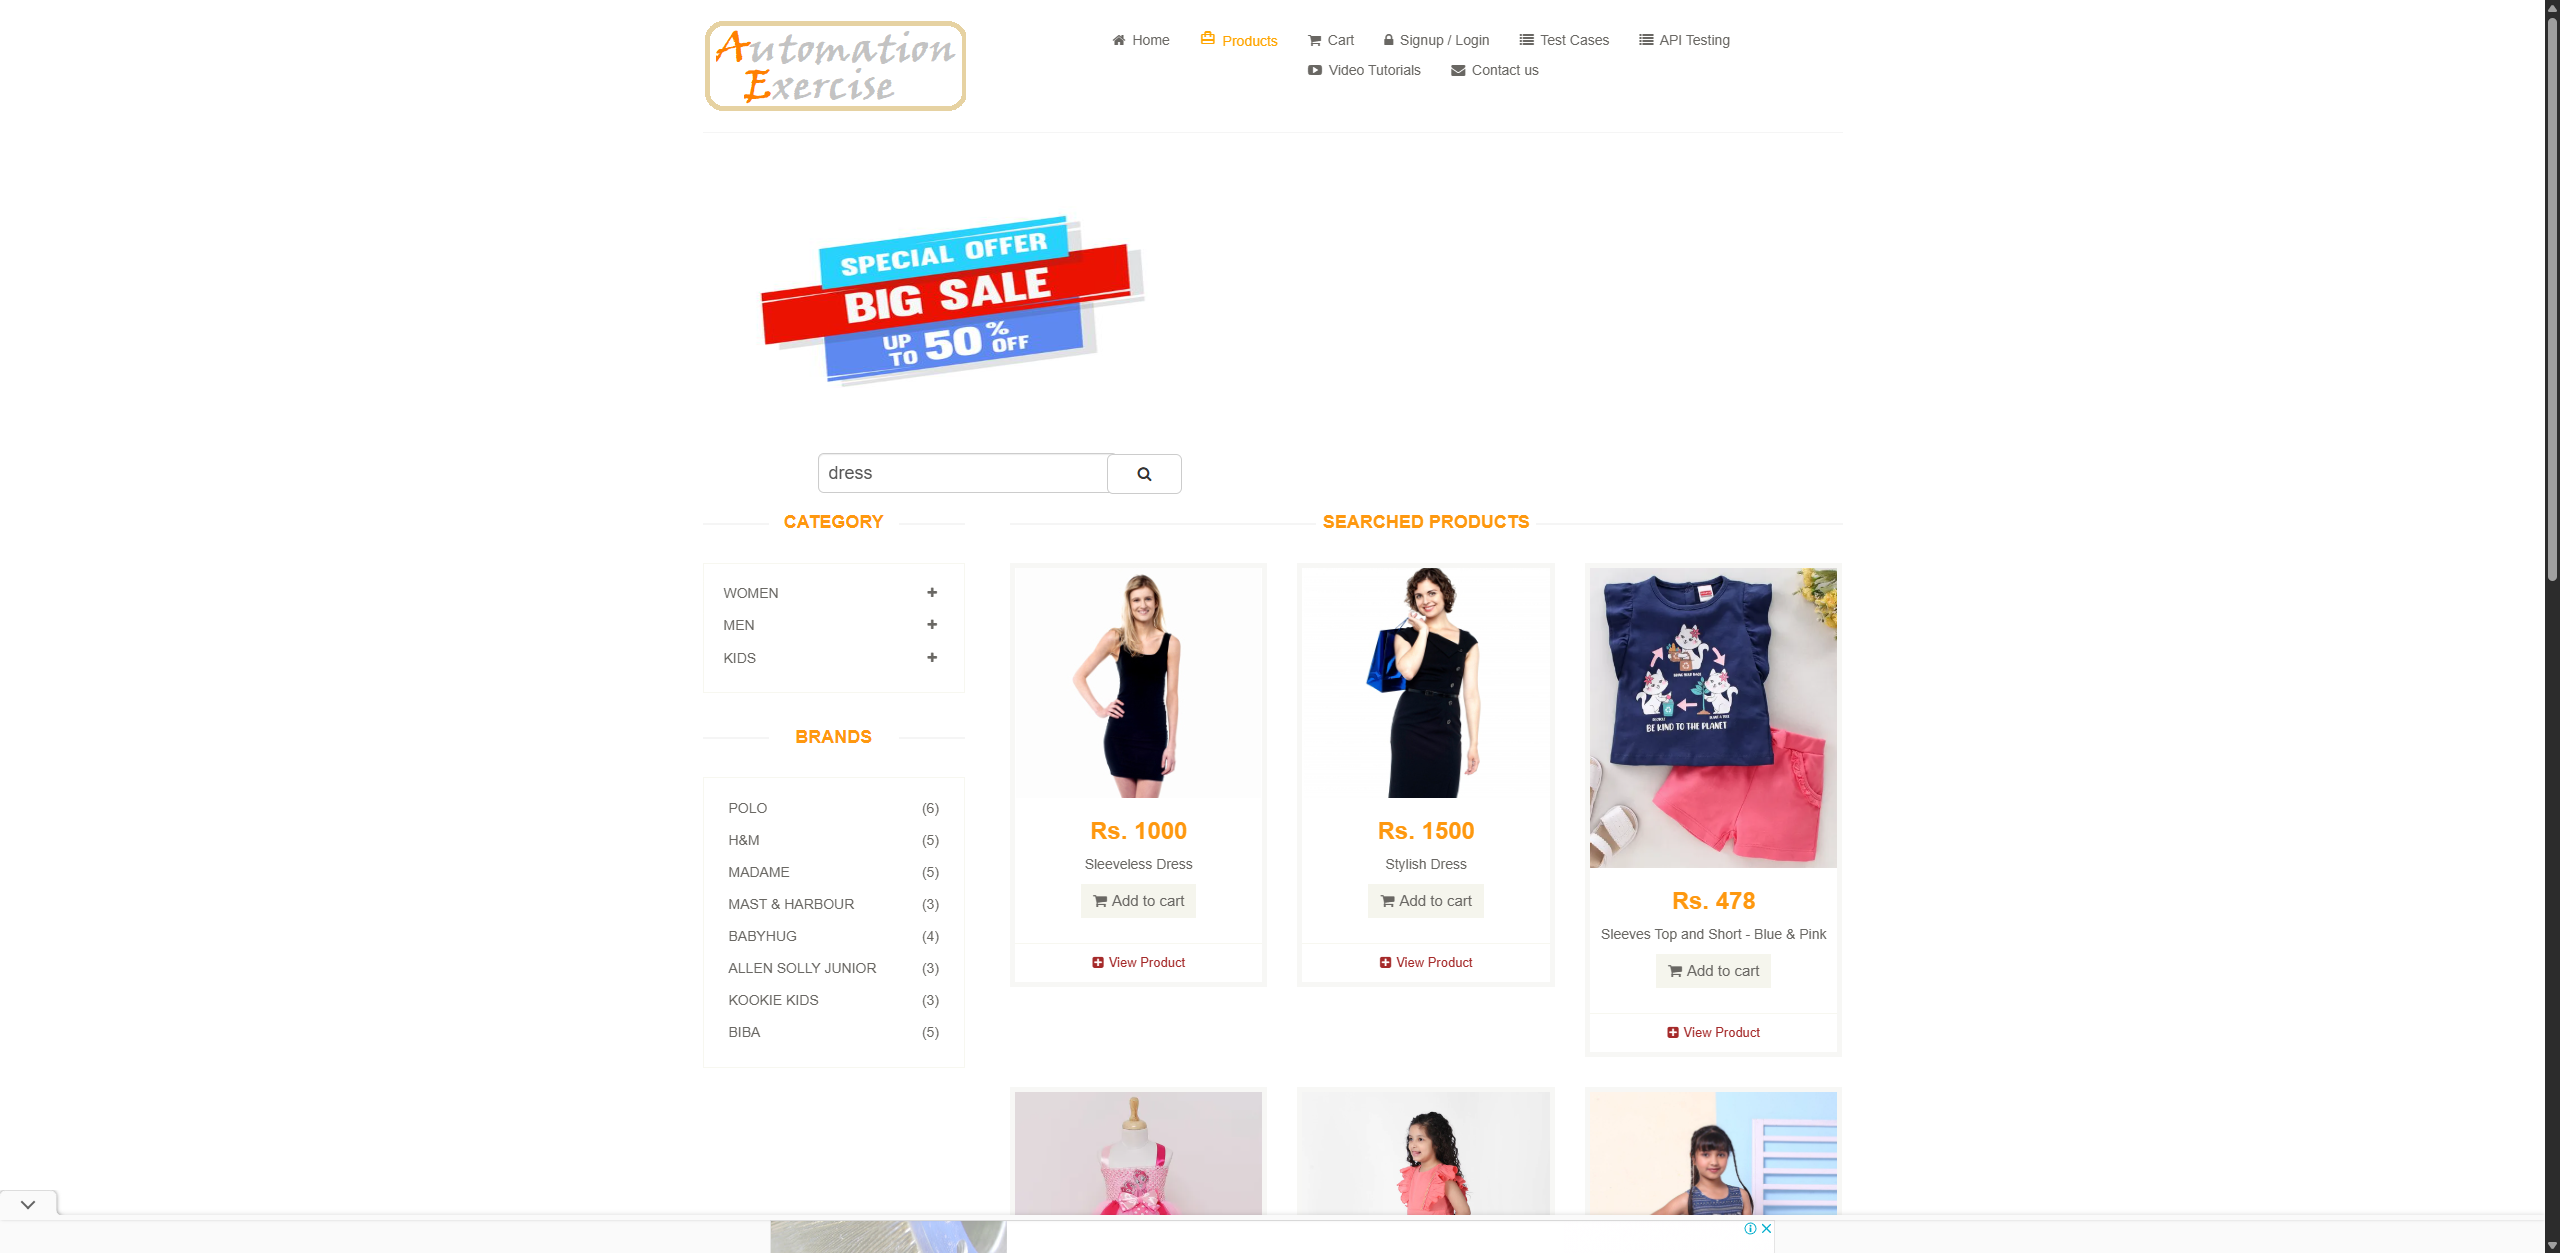 Automation
Exercise
Home
Products
Cart
Signup / Login
Test Cases
API Testing
Video Tutorials
Contact us
SPECIAL OFFER
BIG SALE
UP TO 50% OFF
dress
CATEGORY
WOMEN
MEN
KIDS
BRANDS
POLO (6)
H&M (5)
MADAME (5)
MAST & HARBOUR (3)
BABYHUG (4)
ALLEN SOLLY JUNIOR (3)
KOOKIE KIDS (3)
BIBA (5)
SEARCHED PRODUCTS
Rs. 1000
Sleeveless Dress
Add to cart
View Product
Rs. 1500
Stylish Dress
Add to cart
View Product
BE KIND TO THE PLANET
Rs. 478
Sleeves Top and Short - Blue & Pink
Add to cart
View Product